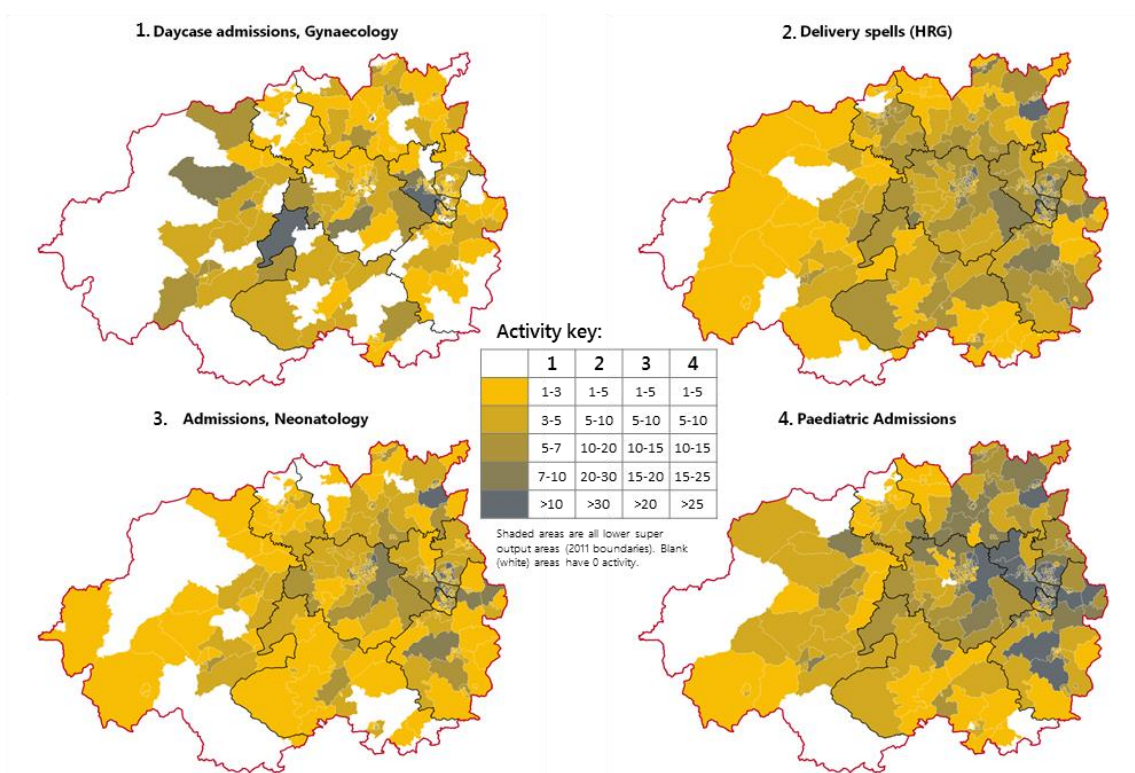 1. Daycase admissions, Gynaecology
2. Delivery spells (HRG)
Activity key:
1 2 3 4
1-3 1-5 1-5 1-5
3-5 5-10 5-10 5-10
5-7 10-20 10-15 10-15
7-10 20-30 15-20 15-25
>10 >30 >20 >25
Shaded areas are all lower super
output areas (2011 boundaries). Blank
(white) areas have 0 activity.
3. Admissions, Neonatology
4. Paediatric Admissions